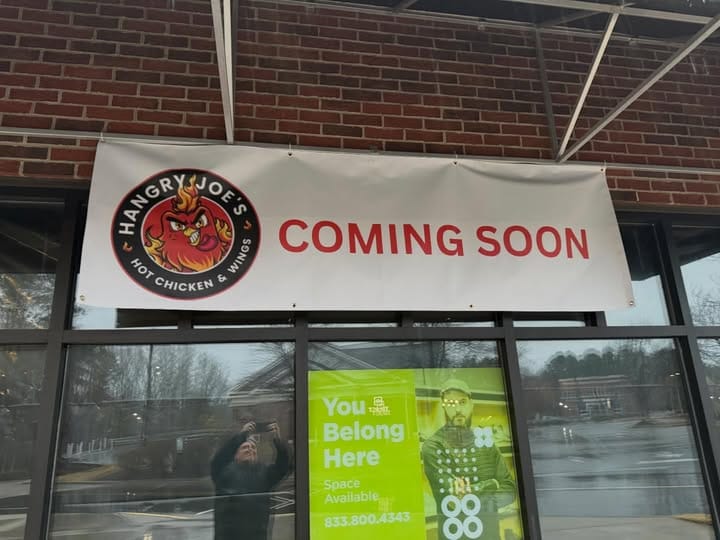 HANGRY JOE'S
HOT CHICKEN & WINGS
COMING SOON
You
Belong
Here
Space
Available
833.800.4343